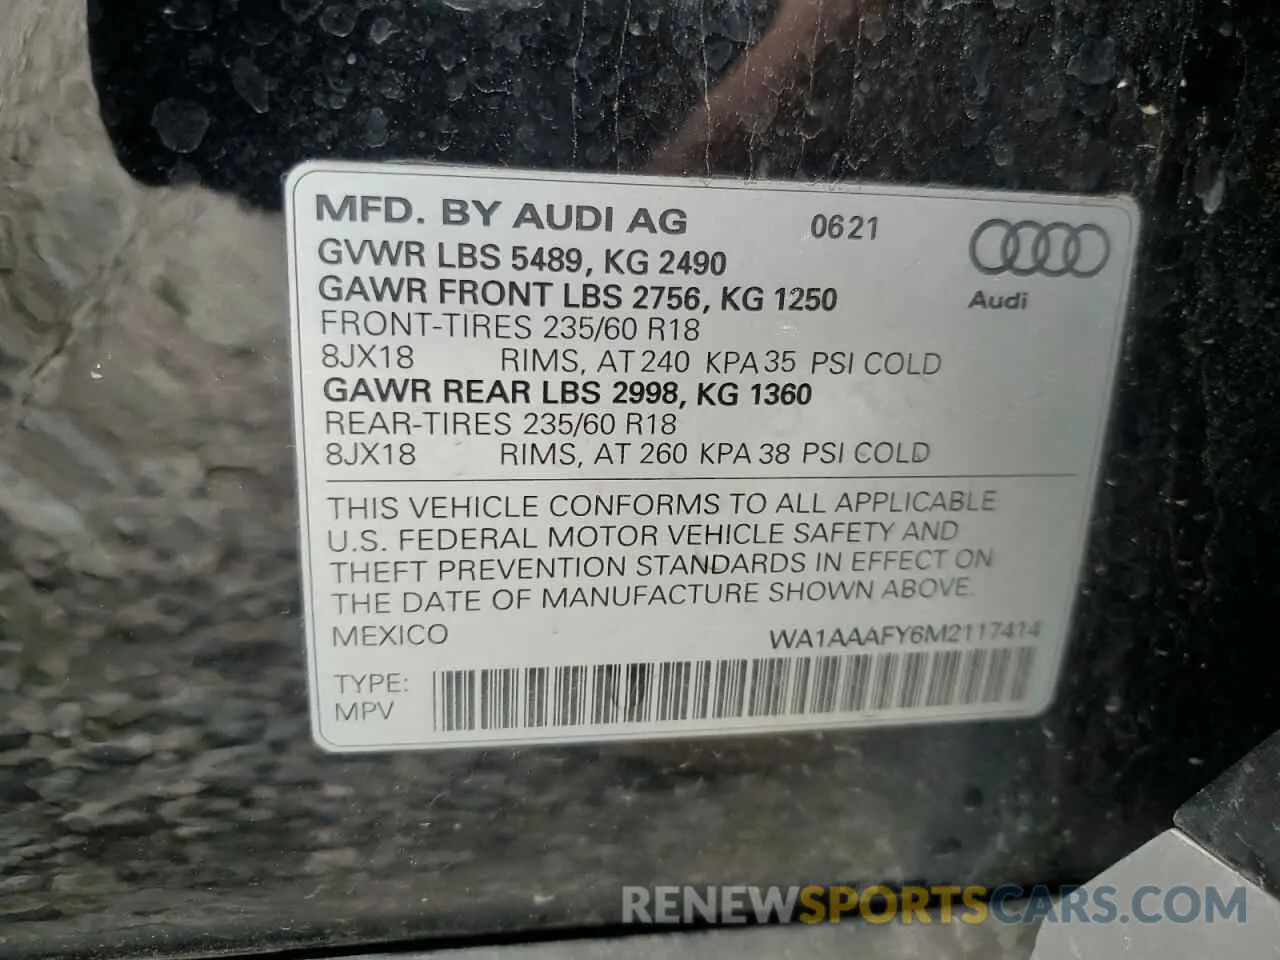 MFD. BY AUDI AG 0621
GVWR LBS 5489, KG 2490
GAWR FRONT LBS 2756, KG 1250
Audi
FRONT-TIRES 235/60 R18
8JX18 RIMS, AT 240 KPA 35 PSI COLD
GAWR REAR LBS 2998, KG 1360
REAR-TIRES 235/60 R18
8JX18 RIMS, AT 260 KPA 38 PSI COLD
THIS VEHICLE CONFORMS TO ALL APPLICABLE
U.S. FEDERAL MOTOR VEHICLE SAFETY AND
THEFT PREVENTION STANDARDS IN EFFECT ON
THE DATE OF MANUFACTURE SHOWN ABOVE.
MEXICO WA1AAAFY6M2117414
TYPE:
MPV
RENEWSPORTSCARS.COM